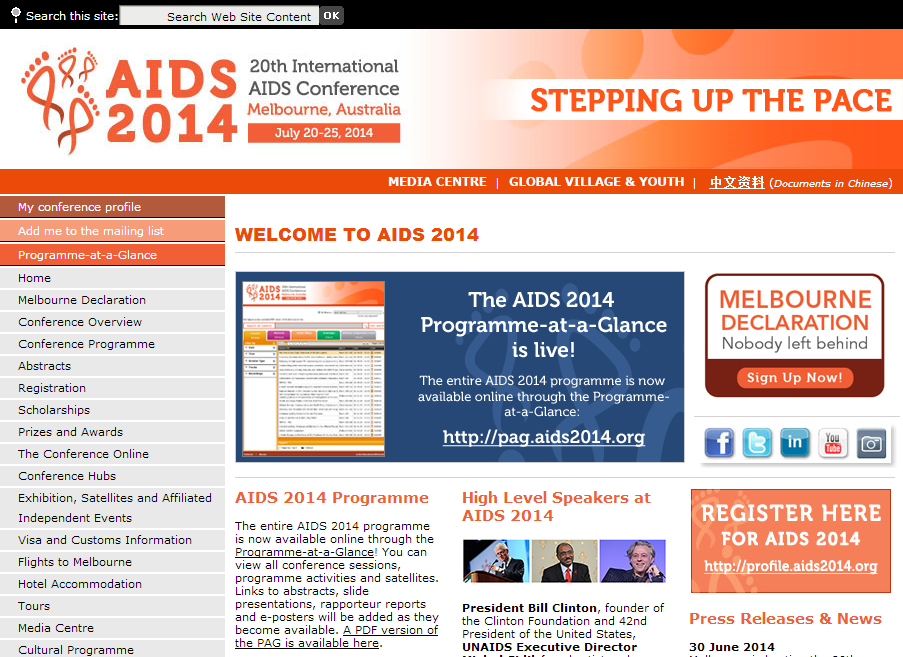 Search this site:
Search Web Site Content
OK
AIDS
2014
20th International
AIDS Conference
Melbourne, Australia
July 20-25, 2014
STEPPING UP THE PACE
MEDIA CENTRE | GLOBAL VILLAGE & YOUTH | 中文资料 (Documents in Chinese)
My conference profile
Add me to the mailing list
Programme-at-a-Glance
Home
Melbourne Declaration
Conference Overview
Conference Programme
Abstracts
Registration
Scholarships
Prizes and Awards
The Conference Online
Conference Hubs
Exhibition, Satellites and Affiliated
Independent Events
Visa and Customs Information
Flights to Melbourne
Hotel Accommodation
Tours
Media Centre
Cultural Programme
WELCOME TO AIDS 2014
AIDS
2014
The AIDS 2014
Programme-at-a-Glance
is live!
The entire AIDS 2014 programme is now
available online through the Programme-
at-a-Glance:
http://pag.aids2014.org
MELBOURNE
DECLARATION
Nobody left behind
Sign Up Now!
f
t
in
You
Tube
AIDS 2014 Programme
The entire AIDS 2014 programme
is now available online through the
Programme-at-a-Glance! You can
view all conference sessions,
programme activities and satellites.
Links to abstracts, slide
presentations, rapporteur reports
and e-posters will be added as they
become available. A PDF version of
the PAG is available here.
High Level Speakers at
AIDS 2014
President Bill Clinton, founder of
the Clinton Foundation and 42nd
President of the United States,
UNAIDS Executive Director
REGISTER HERE
FOR AIDS 2014
http://profile.aids2014.org
Press Releases & News
30 June 2014